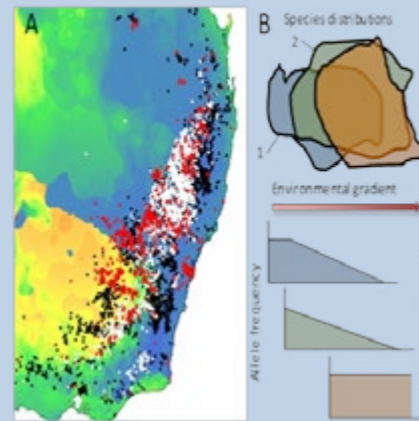 A
B
Species distributions
2
1
Environmental gradient
Allele frequency